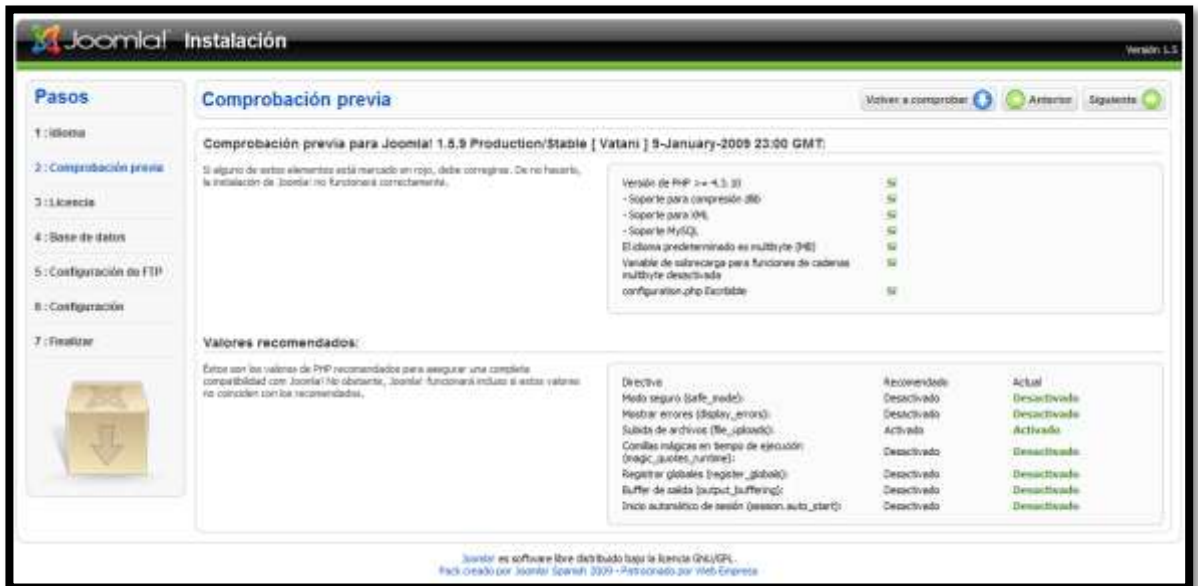 Joomla! Instalación
Versión 1.5
Pasos
1 : Idioma
2 : Comprobación previa
3 : Licencia
4 : Base de datos
5 : Configuración de FTP
6 : Configuración
7 : Finalizar
Comprobación previa
Volver a comprobar
Anterior
Siguiente
Comprobación previa para Joomla! 1.5.9 Production/Stable [ Vatani ] 9-January-2009 23:00 GMT:
Si alguno de estos elementos está marcado en rojo, debe corregirse. De no hacerlo,
la instalación de Joomla! no funcionará correctamente.
Versión de PHP >= 4.3.10 Sí
- Soporte para compresión zlib Sí
- Soporte para XML Sí
- Soporte MySQL Sí
El idioma predeterminado es multibyte (MB) Sí
Variable de sobrecarga para funciones de cadenas Sí
multibyte desactivada
configuration.php Escribible Sí
Valores recomendados:
Estos son los valores de PHP recomendados para asegurar una completa
compatibilidad con Joomla! No obstante, Joomla! funcionará incluso si estos valores
no coinciden con los recomendados.
Directiva Recomendado Actual
Modo seguro (safe_mode): Desactivado Desactivado
Mostrar errores (display_errors): Desactivado Desactivado
Subida de archivos (file_uploads): Activado Activado
Comillas mágicas en tiempo de ejecución
(magic_quotes_runtime): Desactivado Desactivado
Registrar globales (register_globals): Desactivado Desactivado
Buffer de salida (output_buffering): Desactivado Desactivado
Inicio automático de sesión (session.auto_start): Desactivado Desactivado
Joomla! es software libre distribuido bajo la licencia GNU/GPL.
Pack creado por Joomla! Spanish 2009 - Patrocinado por Web Empresa